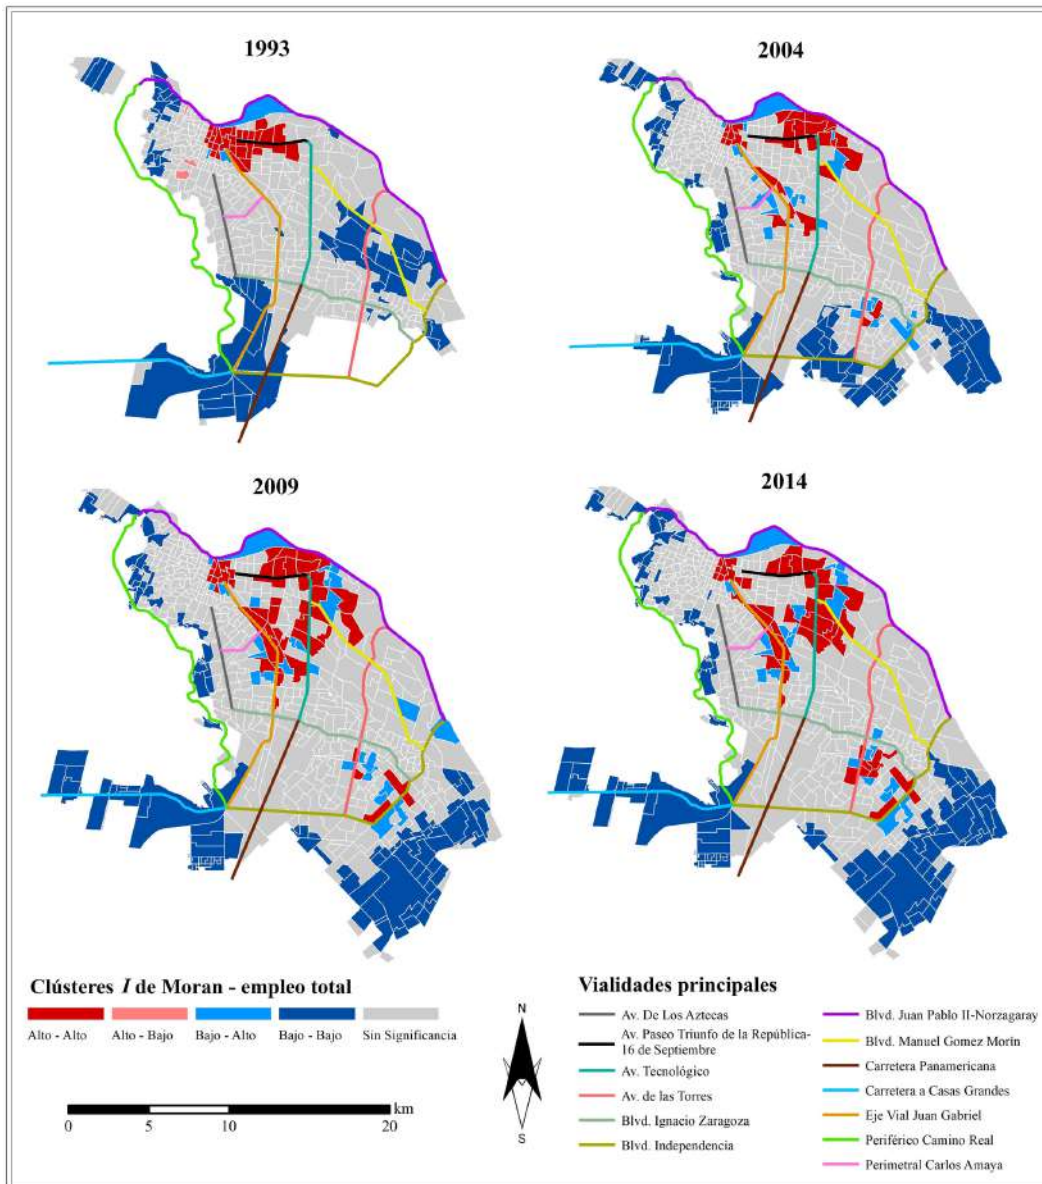 1993
2004
2009
2014
Clústeres I de Moran - empleo total
Alto - Alto
Alto - Bajo
Bajo - Alto
Bajo - Bajo
Sin Significancia
km
0
5
10
20
N
S
Vialidades principales
Av. De Los Aztecas
Av. Paseo Triunfo de la República-
16 de Septiembre
Av. Tecnológico
Av. de las Torres
Blvd. Ignacio Zaragoza
Blvd. Independencia
Blvd. Juan Pablo II-Norzagaray
Blvd. Manuel Gomez Morín
Carretera Panamericana
Carretera a Casas Grandes
Eje Vial Juan Gabriel
Periférico Camino Real
Perimetral Carlos Amaya